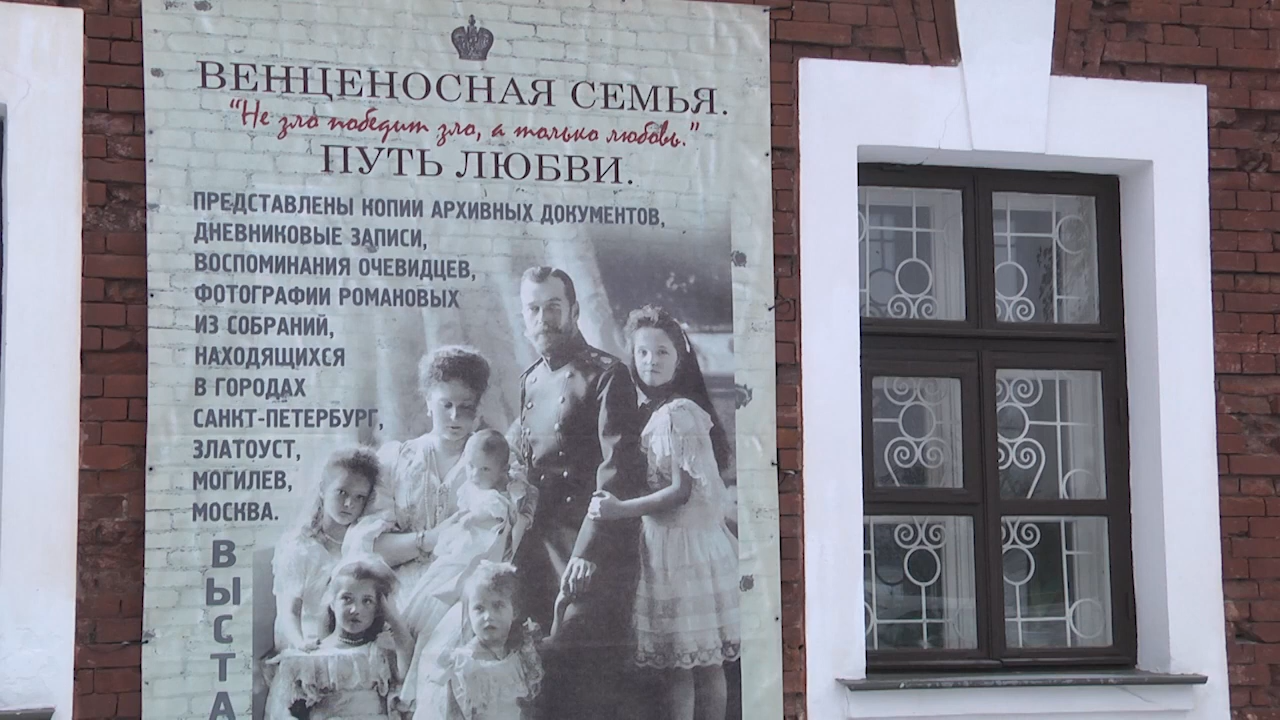 ВЕНЦЕНОСНАЯ СЕМЬЯ.
"Не зло победит зло, а только любовь."
ПУТЬ ЛЮБВИ.
ПРЕДСТАВЛЕНЫ КОПИИ АРХИВНЫХ ДОКУМЕНТОВ,
ДНЕВНИКОВЫЕ ЗАПИСИ,
ВОСПОМИНАНИЯ ОЧЕВИДЦЕВ,
ФОТОГРАФИИ РОМАНОВЫХ
ИЗ СОБРАНИЙ,
НАХОДЯЩИХСЯ
В ГОРОДАХ
САНКТ-ПЕТЕРБУРГ,
ЗЛАТОУСТ,
МОГИЛЕВ,
МОСКВА.
ВЫСТА